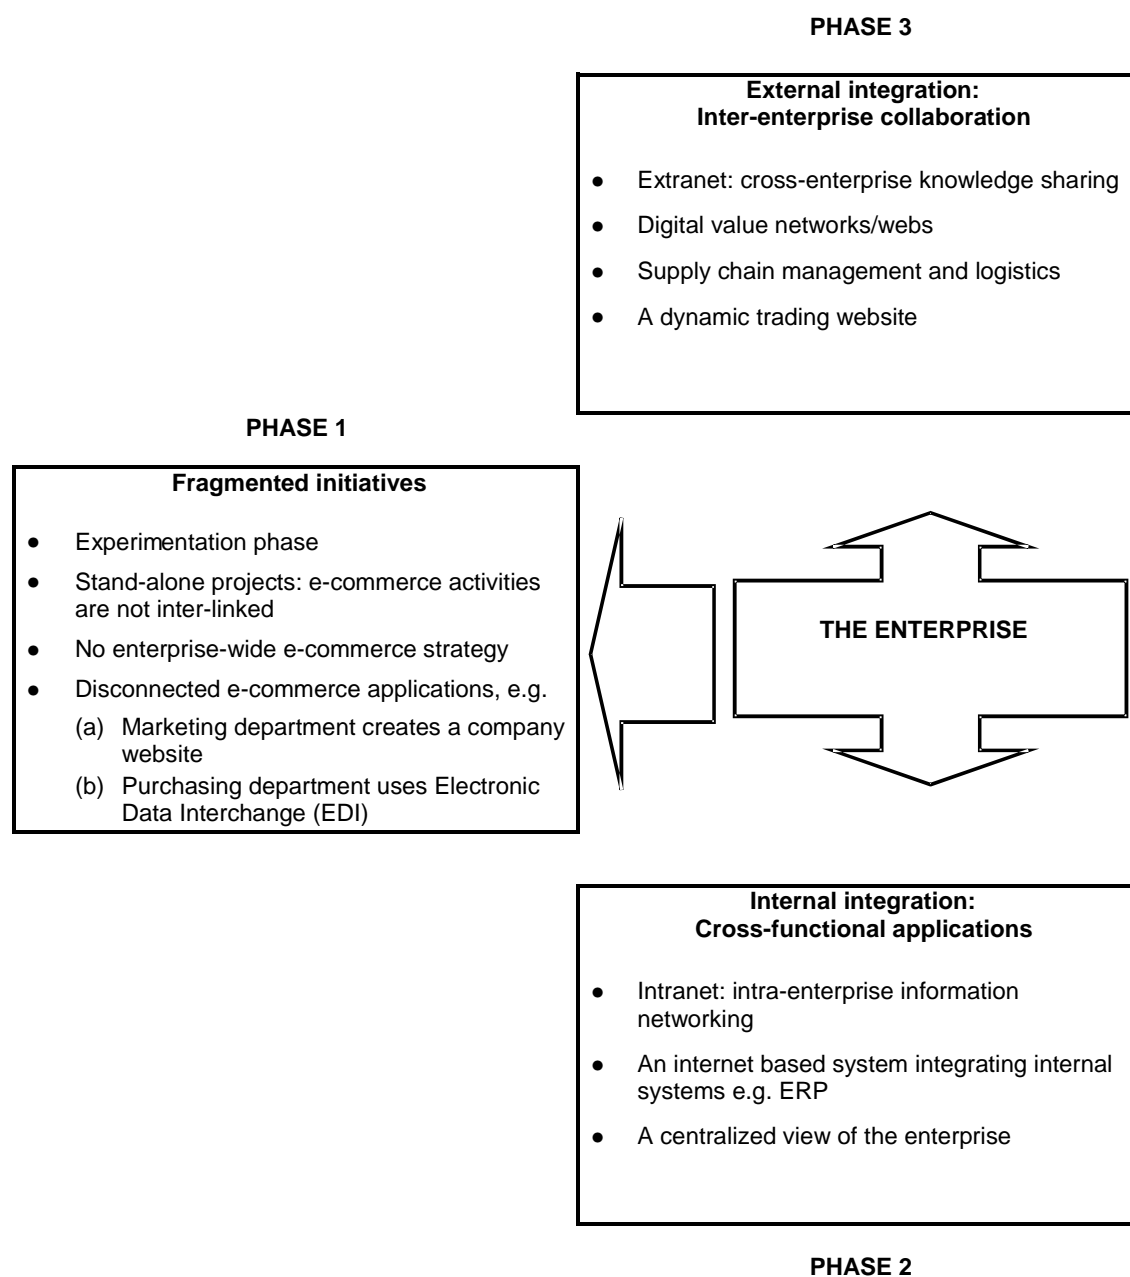 PHASE 3
External integration:
Inter-enterprise collaboration
● Extranet: cross-enterprise knowledge sharing
● Digital value networks/webs
● Supply chain management and logistics
● A dynamic trading website
PHASE 1
Fragmented initiatives
● Experimentation phase
● Stand-alone projects: e-commerce activities
are not inter-linked
● No enterprise-wide e-commerce strategy
● Disconnected e-commerce applications, e.g.
(a) Marketing department creates a company
website
(b) Purchasing department uses Electronic
Data Interchange (EDI)
THE ENTERPRISE
Internal integration:
Cross-functional applications
● Intranet: intra-enterprise information
networking
● An internet based system integrating internal
systems e.g. ERP
● A centralized view of the enterprise
PHASE 2